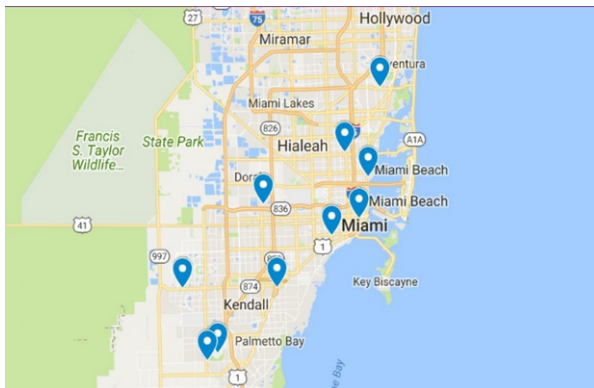 27
75
Hollywood
Miramar
ventura
Miami Lakes
826
Francis
S. Taylor
Wildlife...
State Park
Hialeah
A1A
Miami Beach
836
Miami Beach
41
Miami
1
997
874
Key Biscayne
Kendall
Palmetto Bay
1
Bay